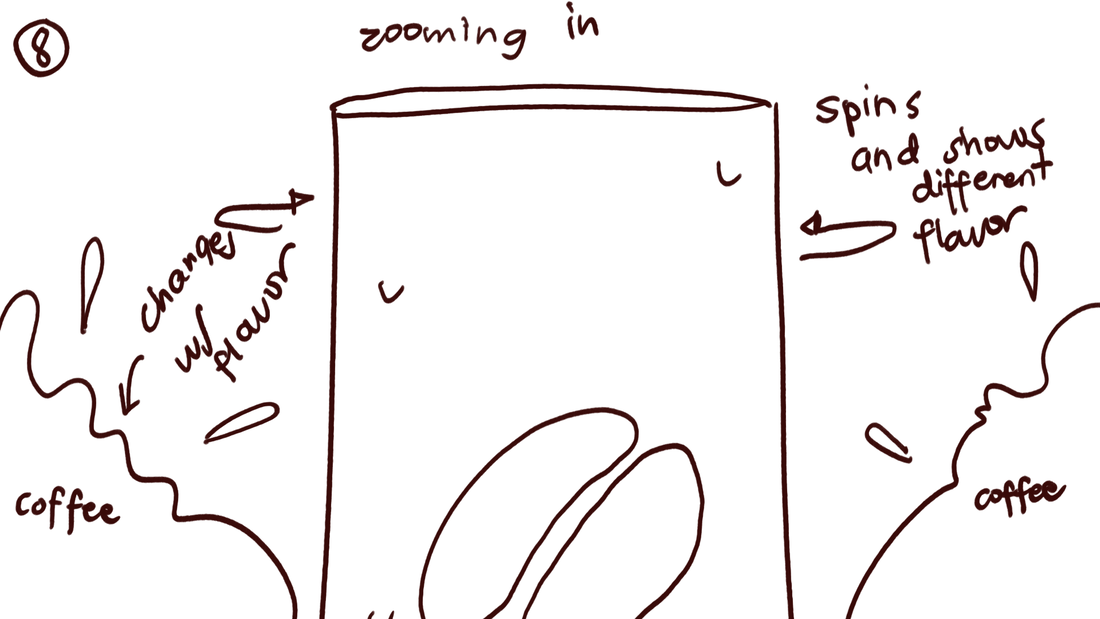 8
zooming in
spins
and shows
different
flavor
changes
w/
flavor
coffee
coffee